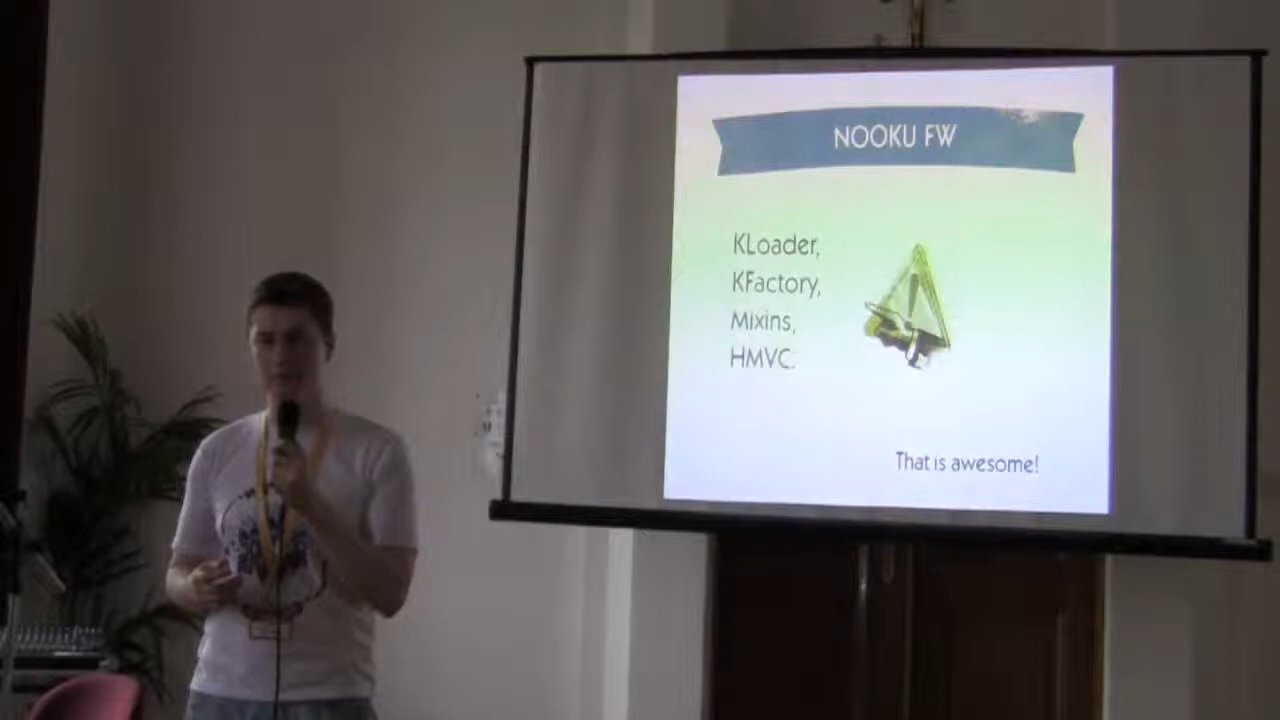 NOOKU FW
KLoader,
KFactory,
Mixins,
HMVC.
That is awesome!